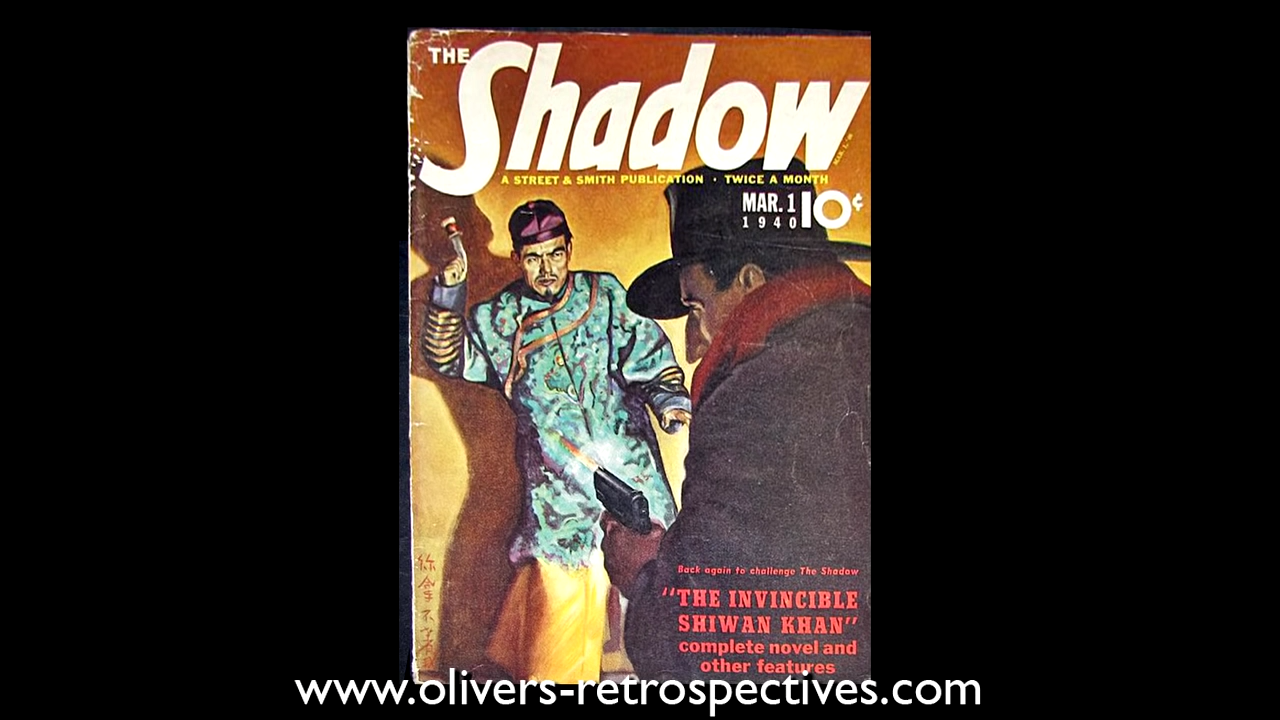 THE
Shadow
A STREET & SMITH PUBLICATION · TWICE A MONTH
MAR. 1
1940
10¢
Back again to challenge The Shadow
"THE INVINCIBLE
SHIWAN KHAN"
complete novel and
other features
www.olivers-retrospectives.com